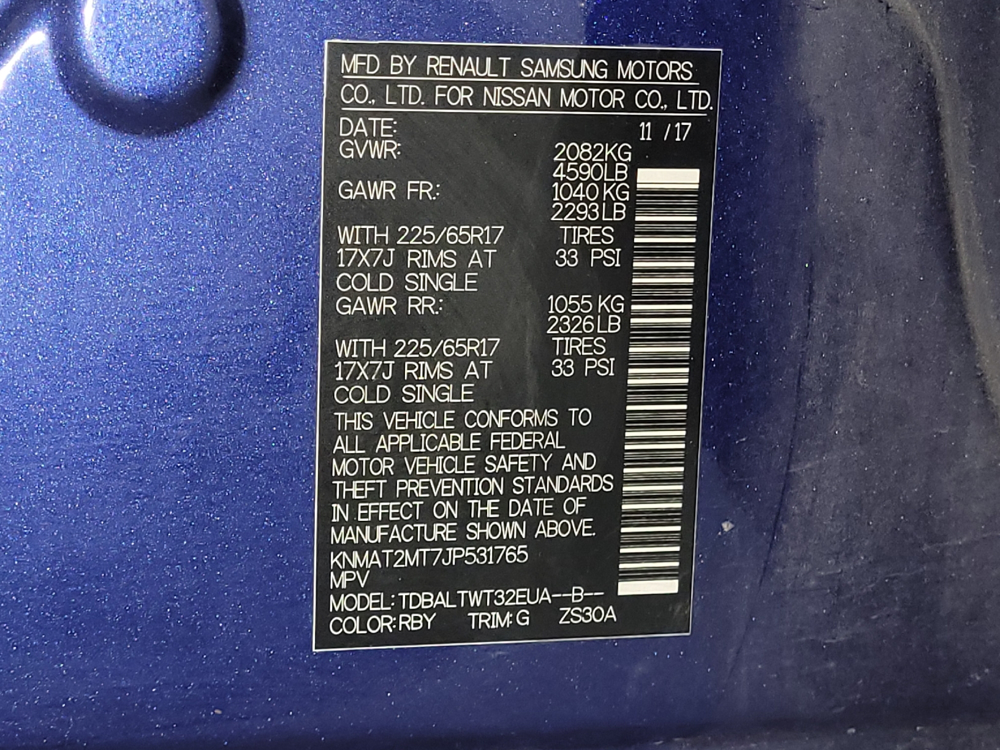 MFD BY RENAULT SAMSUNG MOTORS
CO., LTD. FOR NISSAN MOTOR CO., LTD.
DATE: 11 / 17
GVWR: 2082KG
4590LB
GAWR FR.: 1040 KG
2293 LB
WITH 225/65R17 TIRES
17X7J RIMS AT 33 PSI
COLD SINGLE
GAWR RR.: 1055 KG
2326 LB
WITH 225/65R17 TIRES
17X7J RIMS AT 33 PSI
COLD SINGLE
THIS VEHICLE CONFORMS TO
ALL APPLICABLE FEDERAL
MOTOR VEHICLE SAFETY AND
THEFT PREVENTION STANDARDS
IN EFFECT ON THE DATE OF
MANUFACTURE SHOWN ABOVE.
KNMAT2MT7JP531765
MPV
MODEL: TDBALTWT32EUA--B--
COLOR: RBY TRIM: G ZS30A